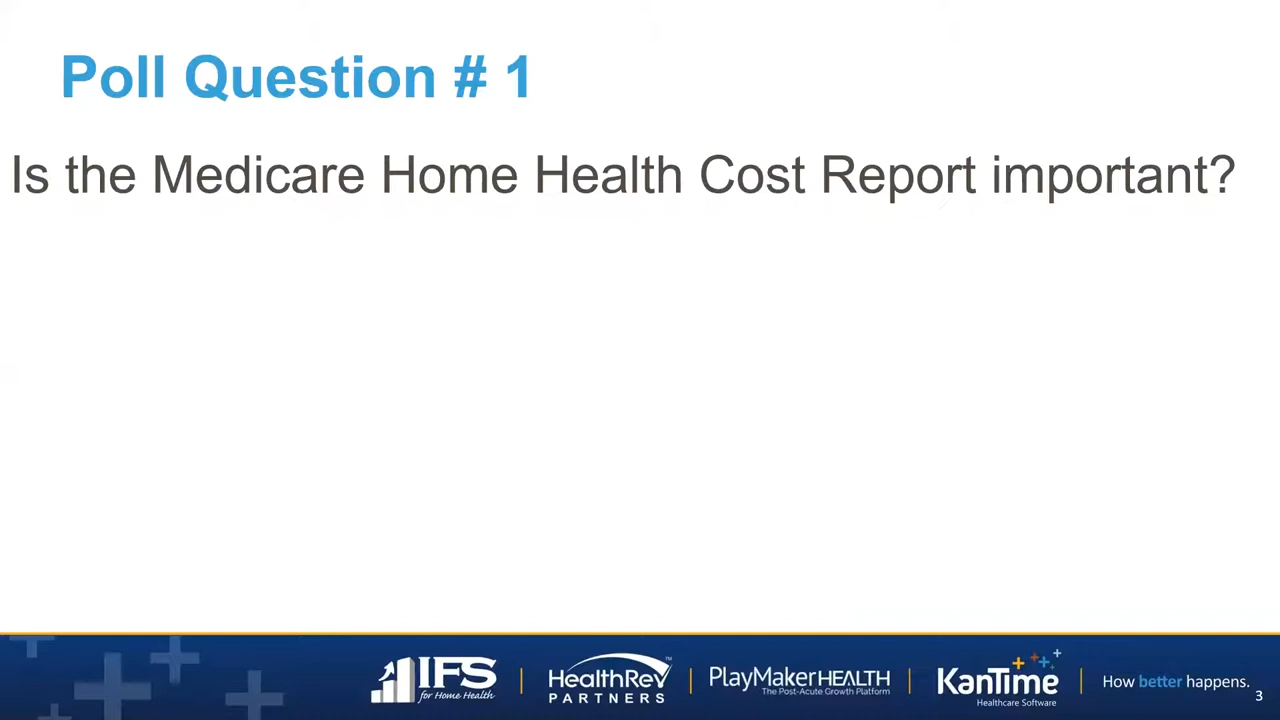 Poll Question # 1
Is the Medicare Home Health Cost Report important?
IFS
for Home Health
HealthRev™
PARTNERS
PlayMakerHEALTH
The Post-Acute Growth Platform
KanTime
Healthcare Software
How better happens.
3